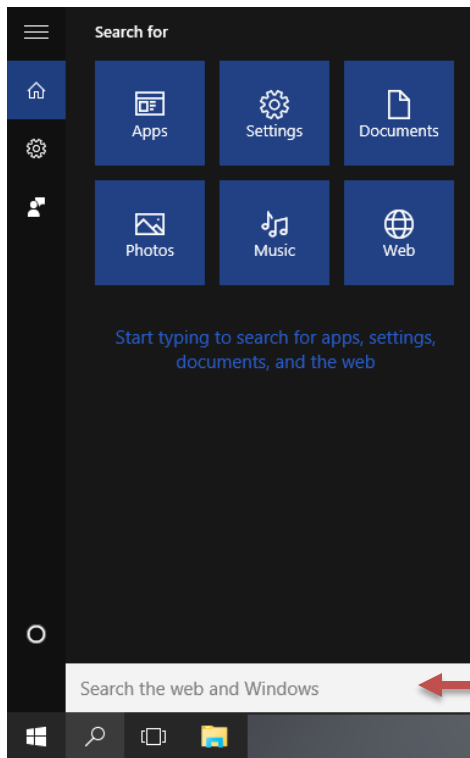 Search for
Apps
Settings
Documents
Photos
Music
Web
Start typing to search for apps, settings,
documents, and the web
Search the web and Windows